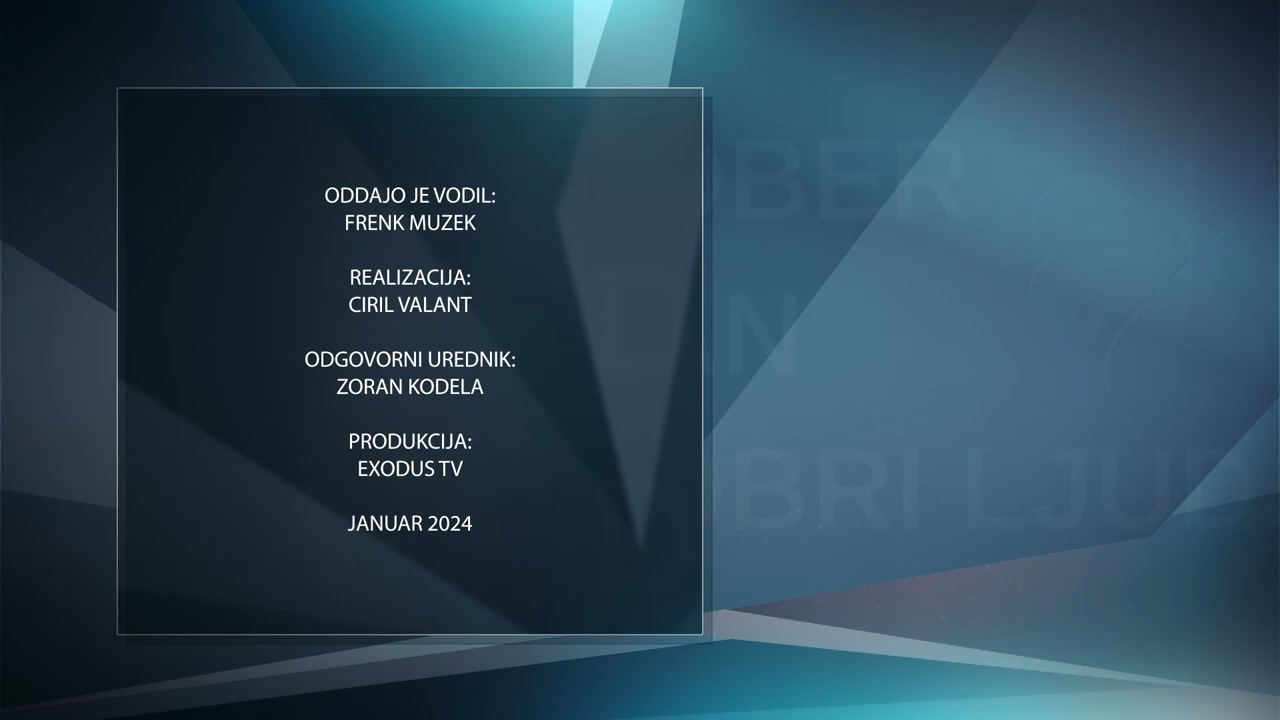 ODDAJO JE VODIL:
FRENK MUZEK
REALIZACIJA:
CIRIL VALANT
ODGOVORNI UREDNIK:
ZORAN KODELA
PRODUKCIJA:
EXODUS TV
JANUAR 2024